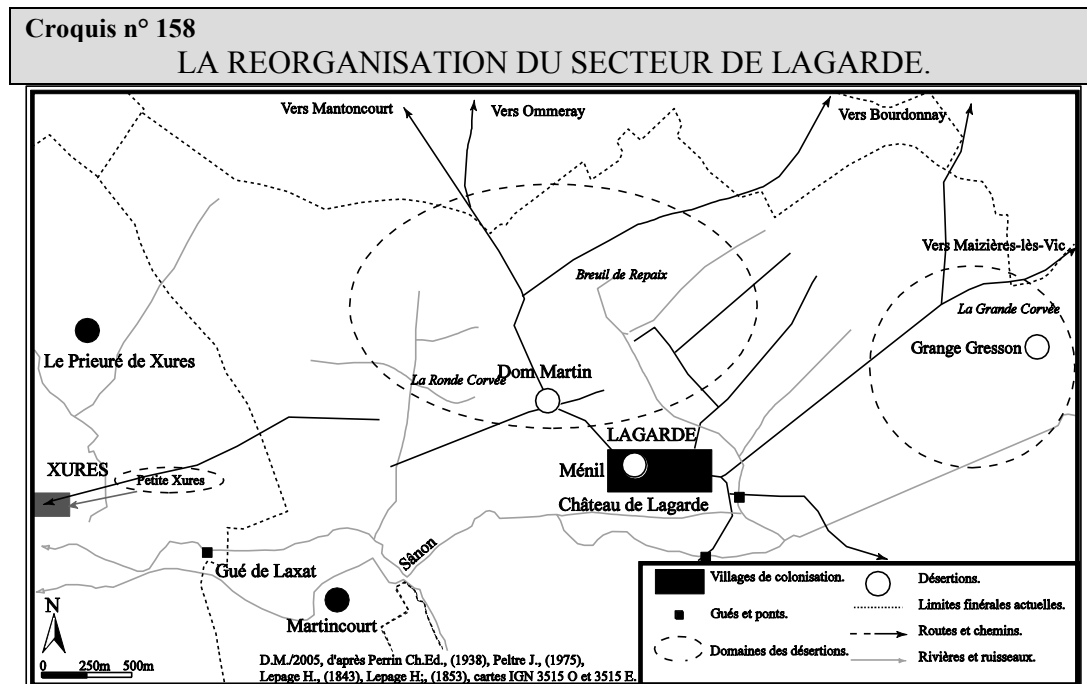 Croquis n° 158
LA REORGANISATION DU SECTEUR DE LAGARDE.
Vers Mantoncourt
Vers Ommeray
Vers Bourdonnay
Vers Maizières-lès-Vic
Breuil de Repaix
La Grande Corvée
Grange Gresson
Le Prieuré de Xures
Dom Martin
La Ronde Corvée
LAGARDE
XURES
Petite Xures
Ménil
Château de Lagarde
Sânon
Gué de Laxat
Martincourt
N
0 250m 500m
D.M./2005, d'après Perrin Ch.Ed., (1938), Peltre J., (1975),
Lepage H., (1843), Lepage H;, (1853), cartes IGN 3515 O et 3515 E.
Villages de colonisation.
Gués et ponts.
Domaines des désertions.
Désertions.
Limites finérales actuelles.
Routes et chemins.
Rivières et ruisseaux.